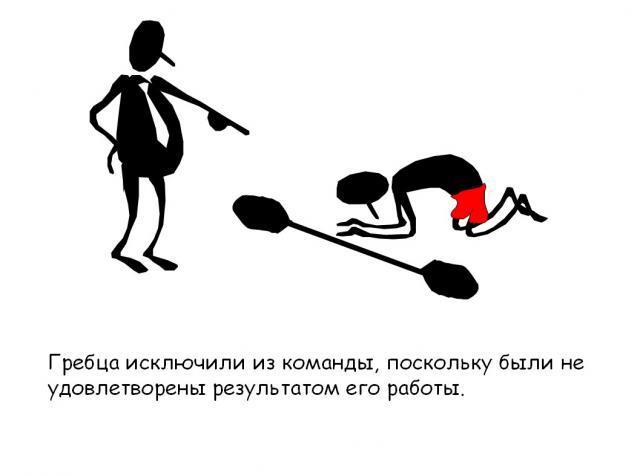 Гребца исключили из команды, поскольку были не
удовлетворены результатом его работы.